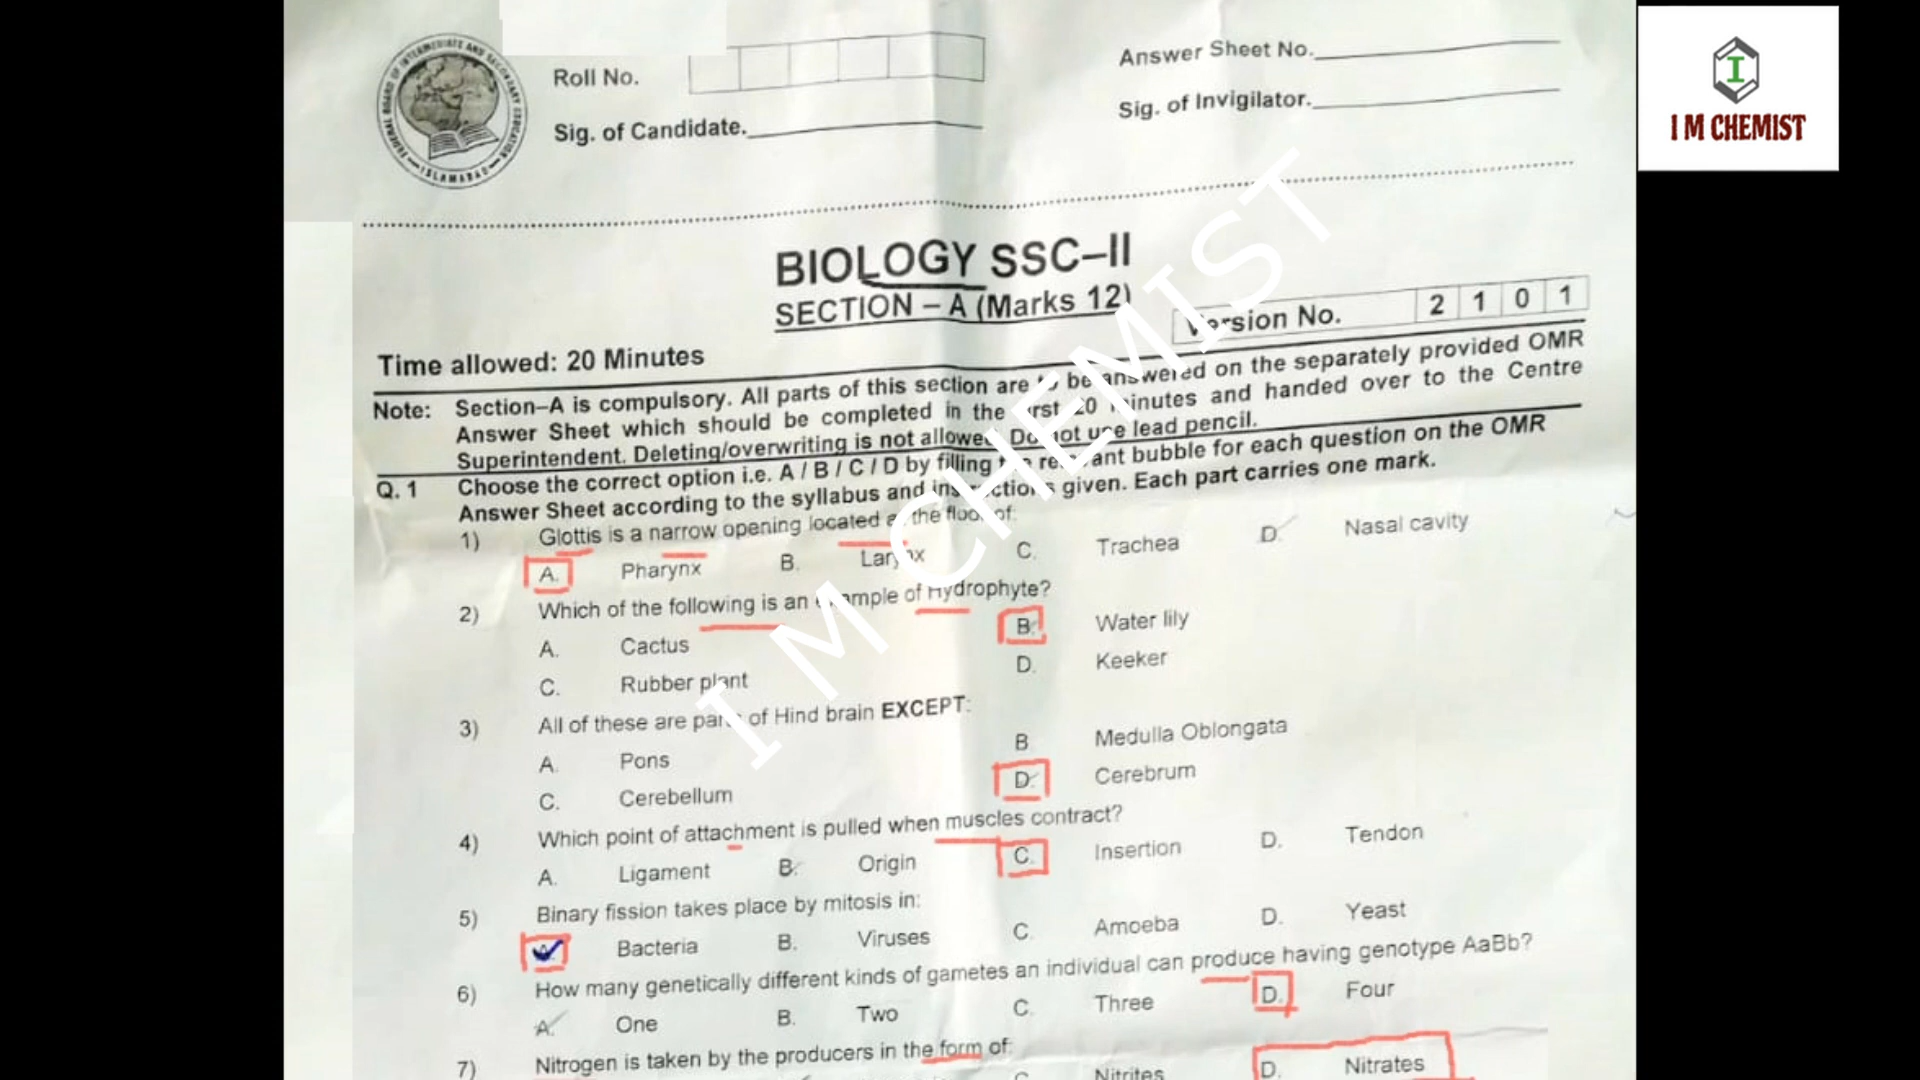 FEDERAL BOARD OF INTERMEDIATE AND SECONDARY EDUCATION
ISLAMABAD
Roll No.
Sig. of Candidate.
Answer Sheet No.
Sig. of Invigilator.
I
I M CHEMIST
BIOLOGY SSC–II
SECTION – A (Marks 12)
Version No. 2 1 0 1
Time allowed: 20 Minutes
Note: Section–A is compulsory. All parts of this section are to be answered on the separately provided OMR
Answer Sheet which should be completed in the first 20 minutes and handed over to the Centre
Superintendent. Deleting/overwriting is not allowed. Do not use lead pencil.
Q. 1 Choose the correct option i.e. A / B / C / D by filling the relevant bubble for each question on the OMR
Answer Sheet according to the syllabus and instructions given. Each part carries one mark.
1) Glottis is a narrow opening located at the floor of:
A. Pharynx B. Larynx C. Trachea D. Nasal cavity
2) Which of the following is an example of Hydrophyte?
A. Cactus B. Water lily
C. Rubber plant D. Keeker
3) All of these are parts of Hind brain EXCEPT:
A. Pons B. Medulla Oblongata
C. Cerebellum D. Cerebrum
4) Which point of attachment is pulled when muscles contract?
A. Ligament B. Origin C. Insertion D. Tendon
5) Binary fission takes place by mitosis in:
A. Bacteria B. Viruses C. Amoeba D. Yeast
6) How many genetically different kinds of gametes an individual can produce having genotype AaBb?
A. One B. Two C. Three D. Four
7) Nitrogen is taken by the producers in the form of:
C. Nitrites D. Nitrates
I M CHEMIST